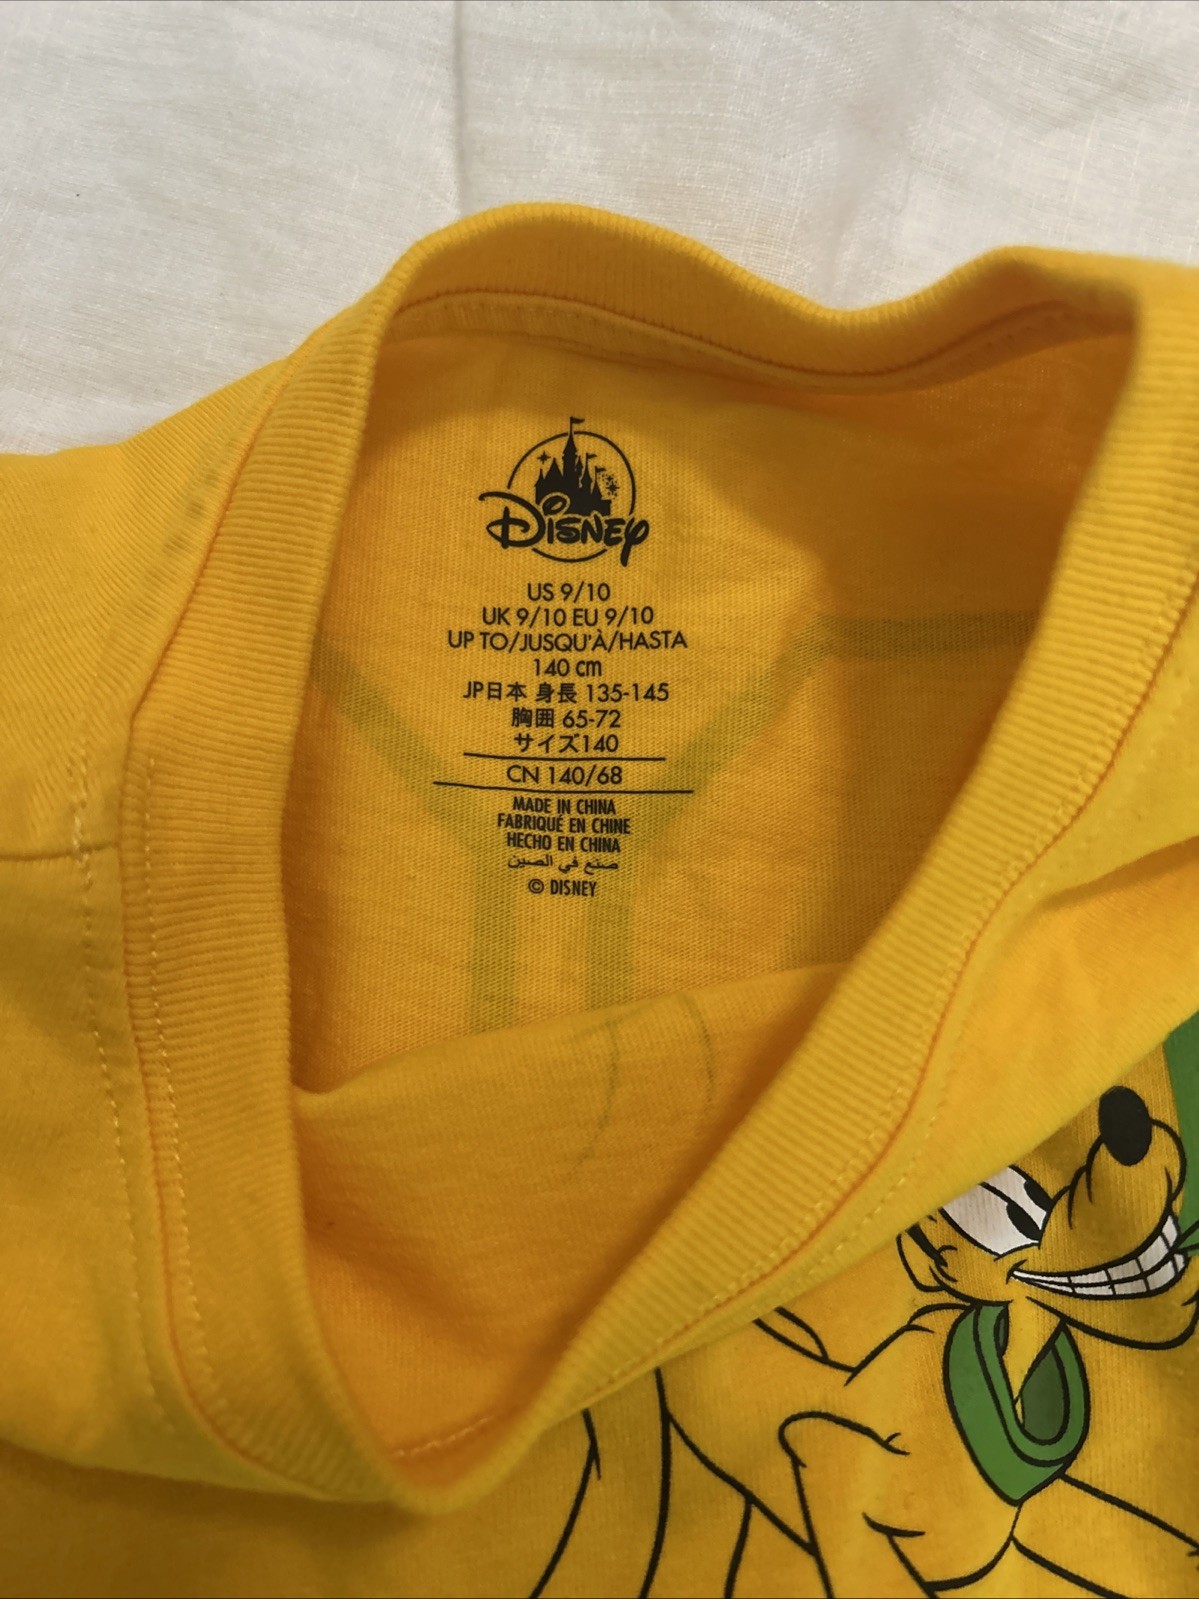 Disney
US 9/10
UK 9/10 EU 9/10
UP TO/JUSQU'À/HASTA
140 cm
JP日本 身長 135-145
胸囲 65-72
サイズ140
CN 140/68
MADE IN CHINA
FABRIQUÉ EN CHINE
HECHO EN CHINA
صنع في الصين
© DISNEY